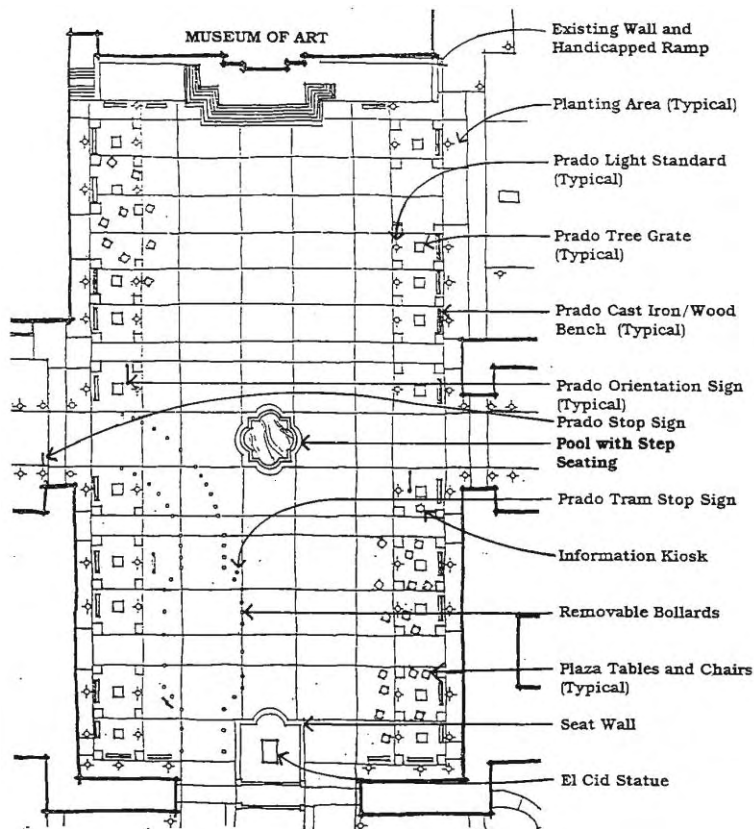 MUSEUM OF ART
Existing Wall and
Handicapped Ramp
Planting Area (Typical)
Prado Light Standard
(Typical)
Prado Tree Grate
(Typical)
Prado Cast Iron/Wood
Bench (Typical)
Prado Orientation Sign
(Typical)
Prado Stop Sign
Pool with Step
Seating
Prado Tram Stop Sign
Information Kiosk
Removable Bollards
Plaza Tables and Chairs
(Typical)
Seat Wall
El Cid Statue